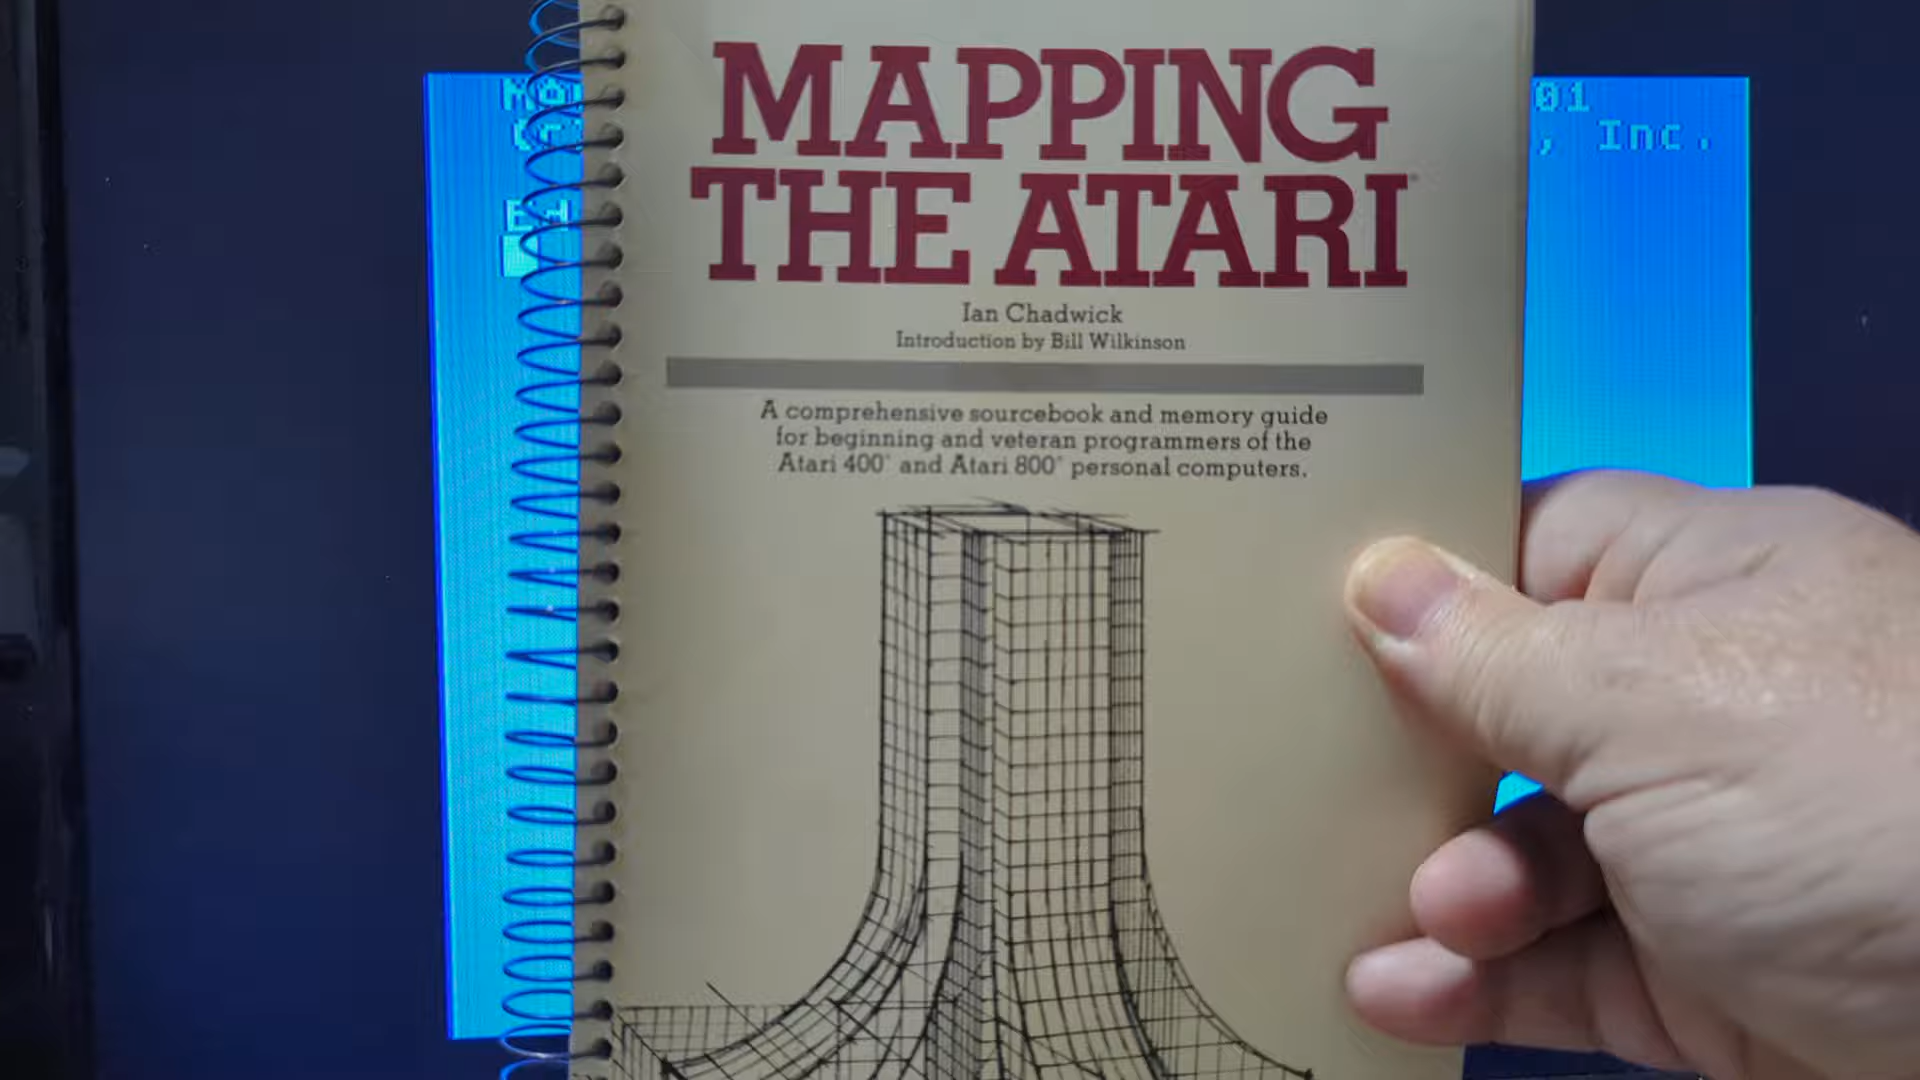 MAPPING
THE ATARI
Ian Chadwick
Introduction by Bill Wilkinson
A comprehensive sourcebook and memory guide
for beginning and veteran programmers of the
Atari 400* and Atari 800* personal computers.
01
, Inc.